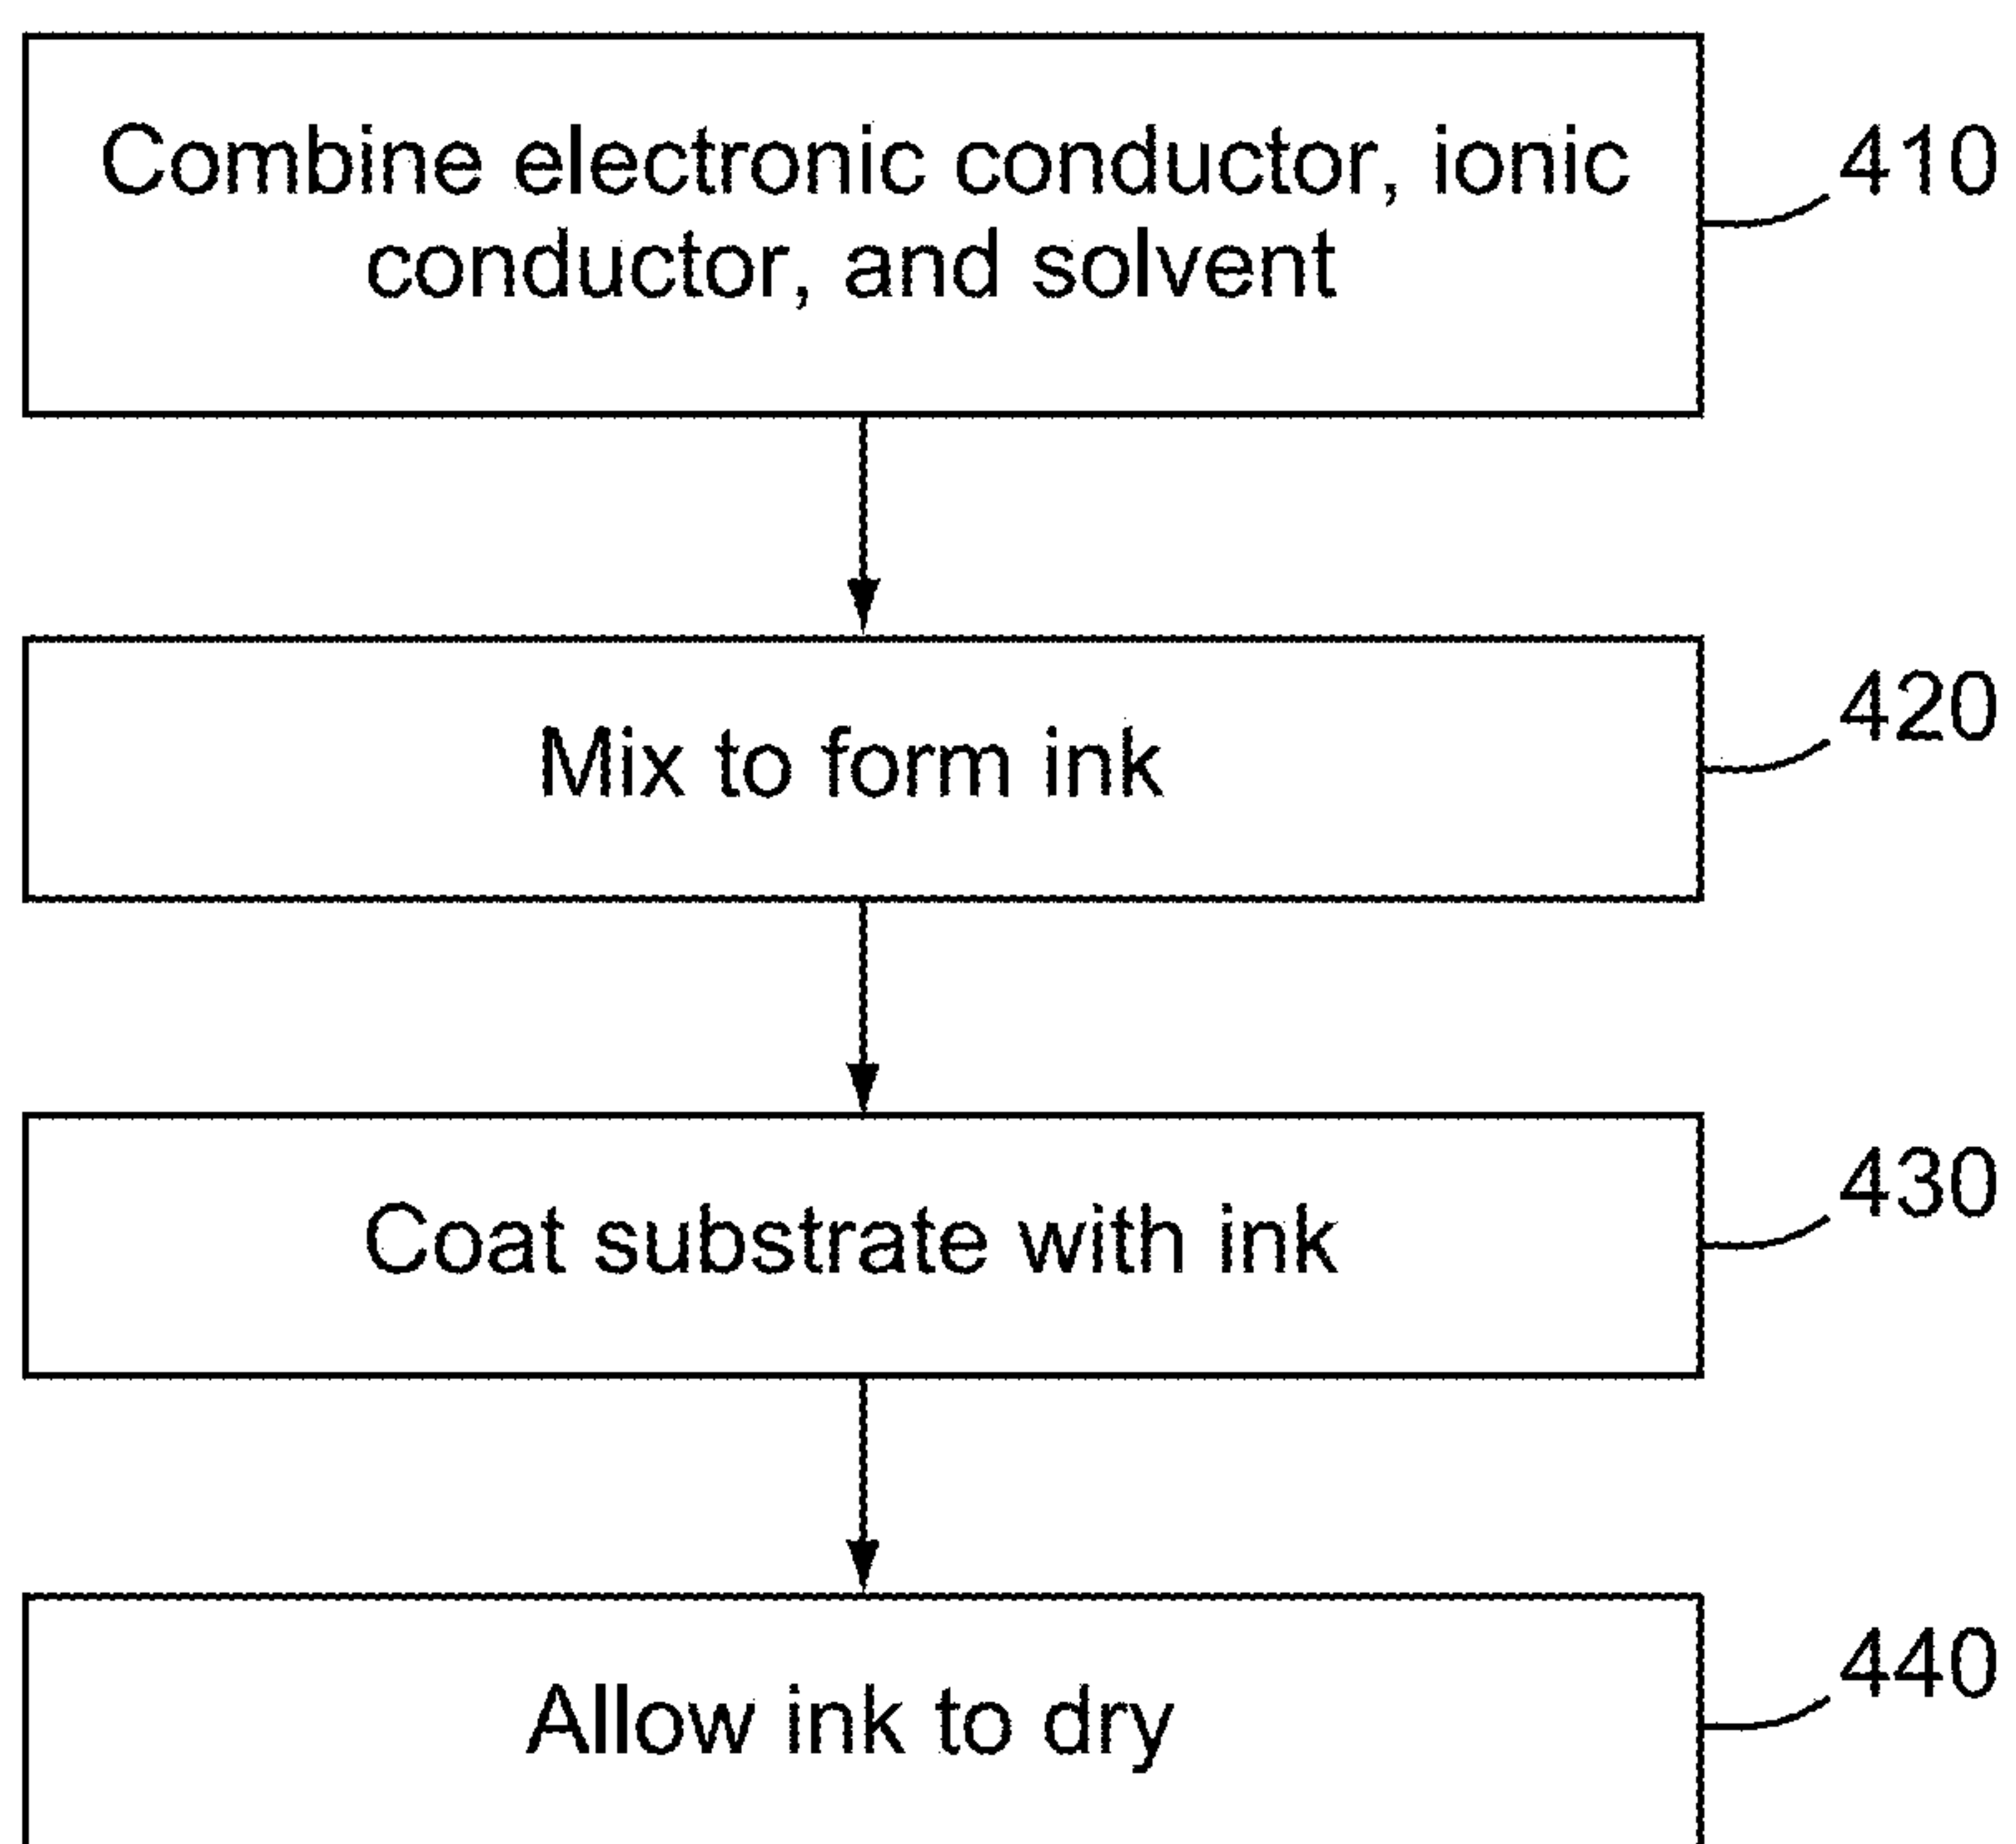 Combine electronic conductor, ionic
conductor, and solvent
410
Mix to form ink
420
Coat substrate with ink
430
Allow ink to dry
440